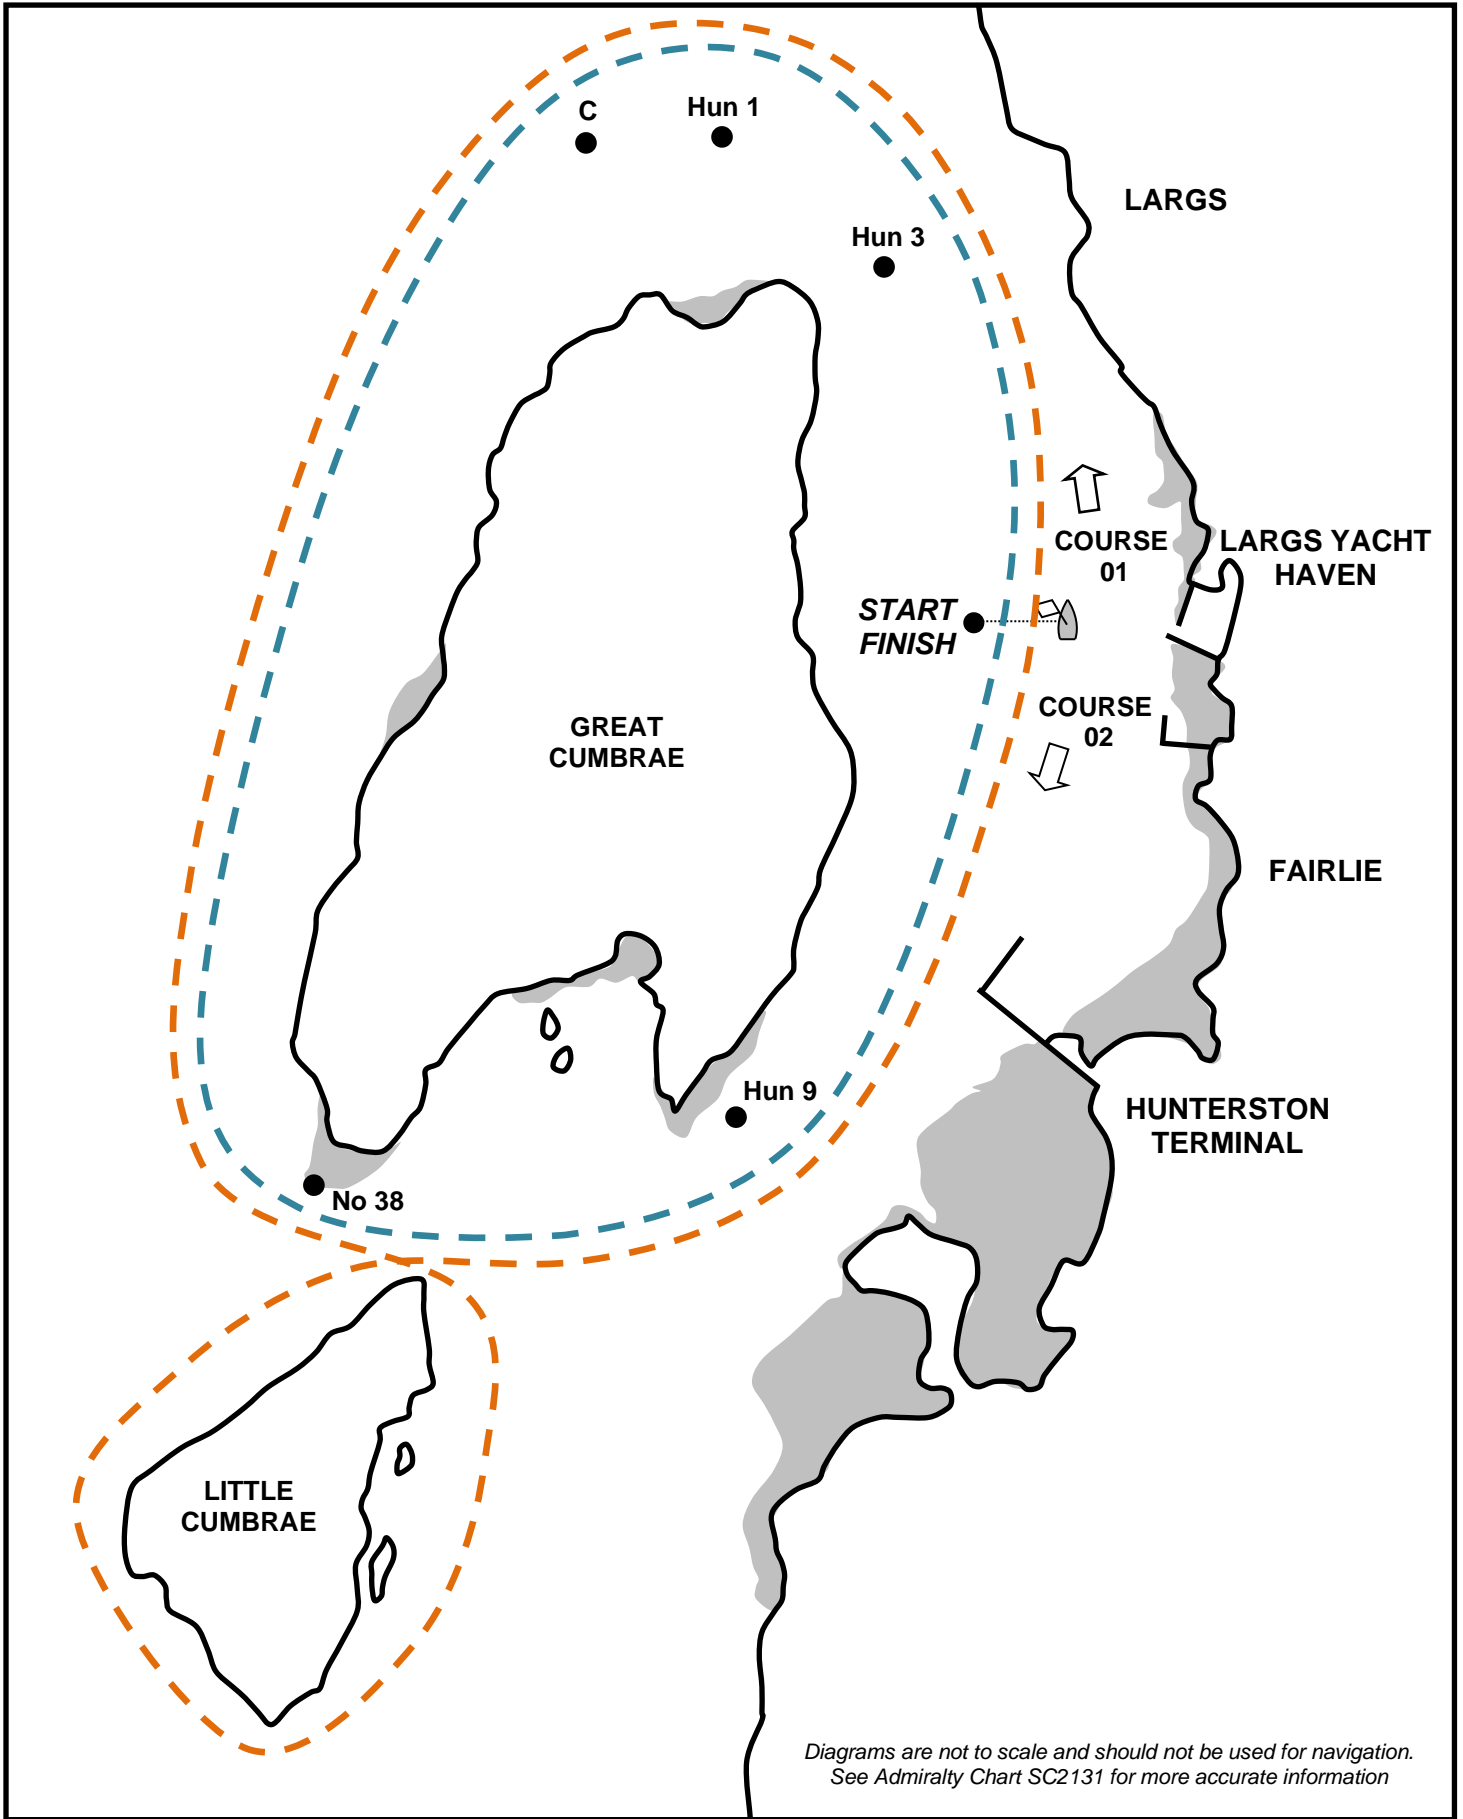 C
Hun 1
LARGS
Hun 3
COURSE
01
LARGS YACHT
HAVEN
START
FINISH
COURSE
02
GREAT
CUMBRAE
FAIRLIE
Hun 9
HUNTERSTON
TERMINAL
No 38
LITTLE
CUMBRAE
Diagrams are not to scale and should not be used for navigation.
See Admiralty Chart SC2131 for more accurate information